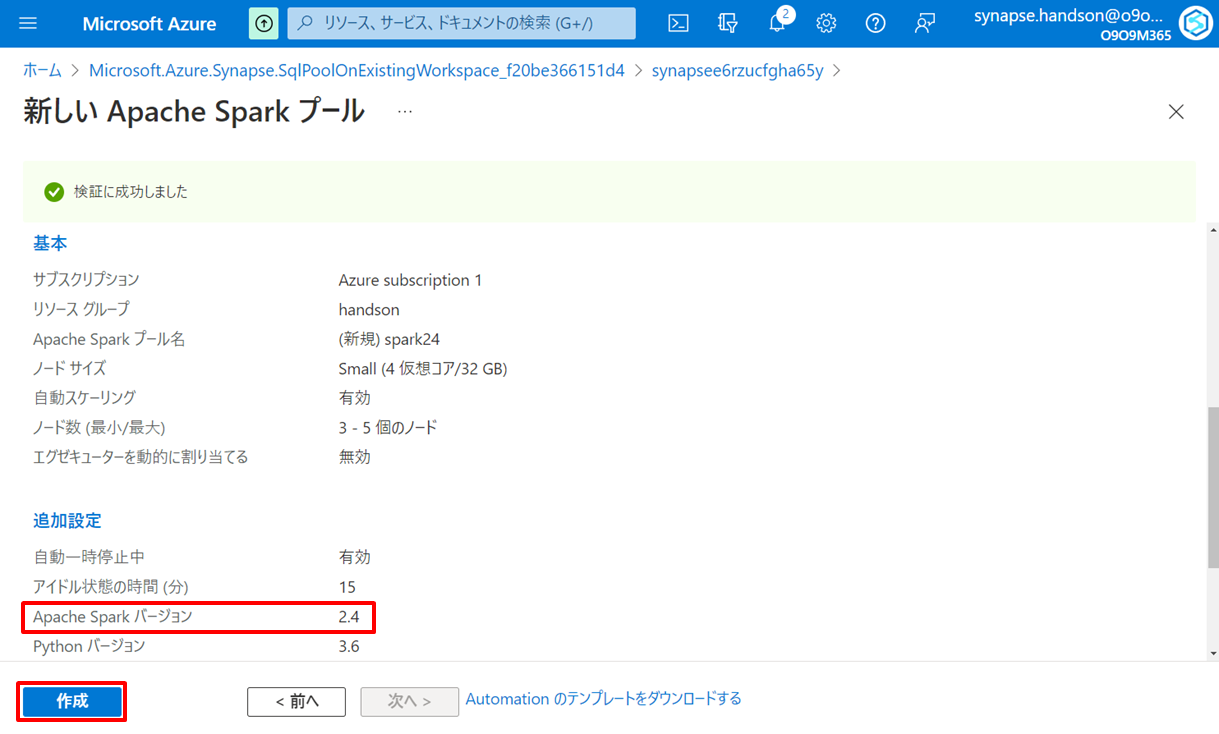 Microsoft Azure
リソース、サービス、ドキュメントの検索 (G+/)
2
synapse.handson@o9o...
O9O9M365
ホーム > Microsoft.Azure.Synapse.SqlPoolOnExistingWorkspace_f20be366151d4 > synapsee6rzucfgha65y >
新しい Apache Spark プール ...
検証に成功しました
基本
サブスクリプション Azure subscription 1
リソース グループ handson
Apache Spark プール名 (新規) spark24
ノード サイズ Small (4 仮想コア/32 GB)
自動スケーリング 有効
ノード数 (最小/最大) 3 - 5 個のノード
エグゼキューターを動的に割り当てる 無効
追加設定
自動一時停止中 有効
アイドル状態の時間 (分) 15
Apache Spark バージョン 2.4
Python バージョン 3.6
作成 < 前へ 次へ > Automation のテンプレートをダウンロードする